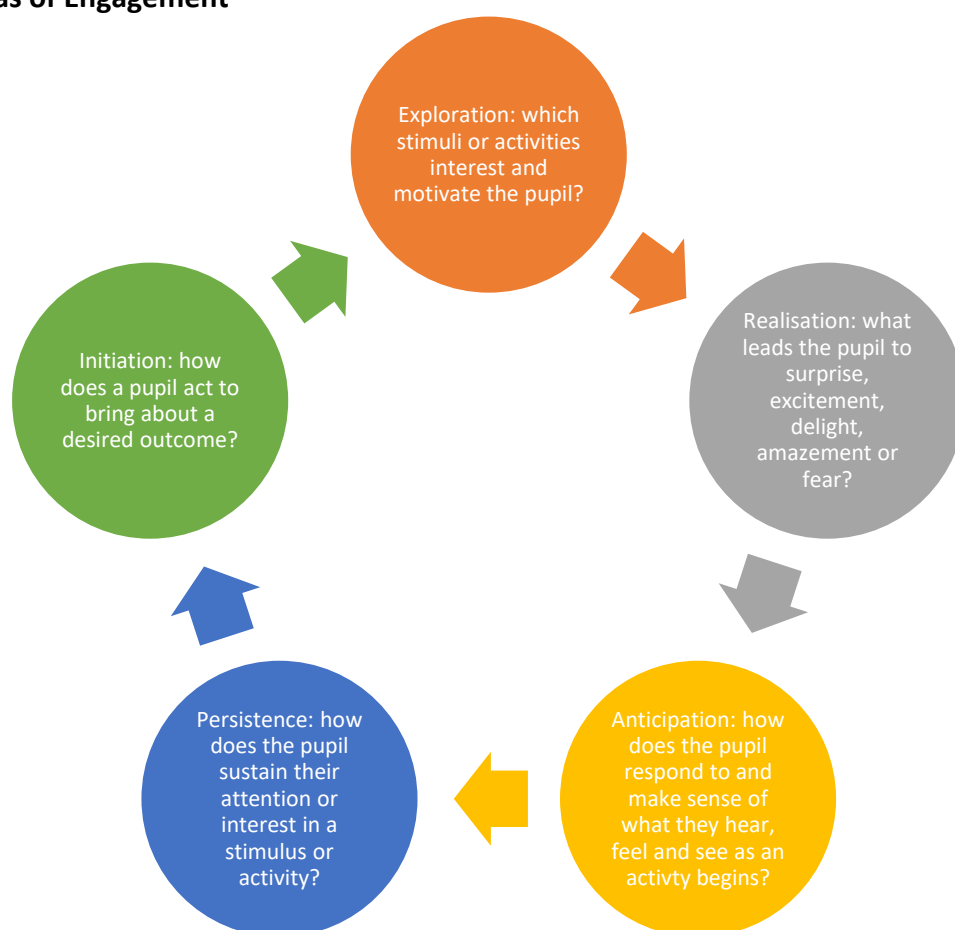 of Engagement
Exploration: which
stimuli or activities
interest and
motivate the pupil?
Realisation: what
leads the pupil to
surprise,
excitement,
delight,
amazement or
fear?
Anticipation: how
does the pupil
respond to and
make sense of
what they hear,
feel and see as an
activty begins?
Persistence: how
does the pupil
sustain their
attention or
interest in a
stimulus or
activity?
Initiation: how
does a pupil act to
bring about a
desired outcome?